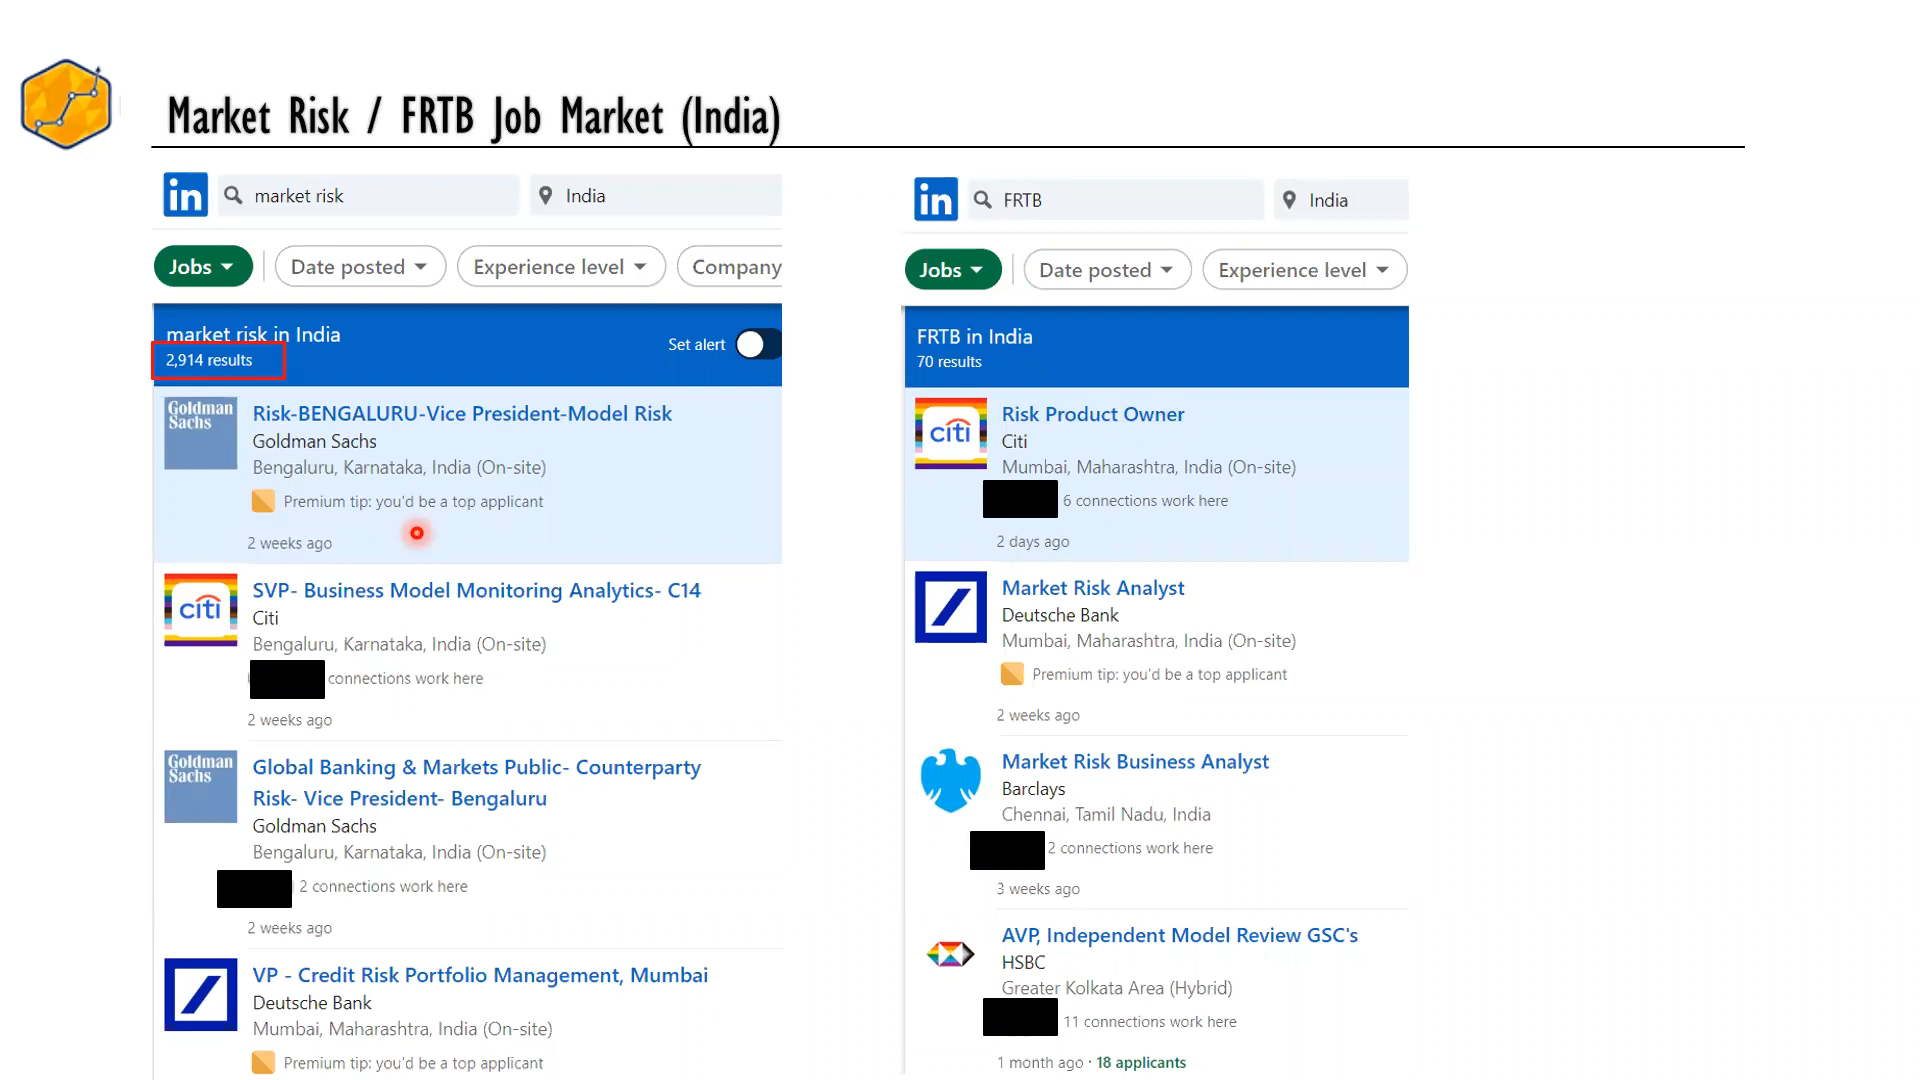 Market Risk / FRTB Job Market (India)
in
market risk
India
Jobs
Date posted
Experience level
Company
market risk in India
2,914 results
Set alert
Goldman
Sachs
Risk-BENGALURU-Vice President-Model Risk
Goldman Sachs
Bengaluru, Karnataka, India (On-site)
Premium tip: you'd be a top applicant
2 weeks ago
citi
SVP- Business Model Monitoring Analytics- C14
Citi
Bengaluru, Karnataka, India (On-site)
connections work here
2 weeks ago
Goldman
Sachs
Global Banking & Markets Public- Counterparty
Risk- Vice President- Bengaluru
Goldman Sachs
Bengaluru, Karnataka, India (On-site)
2 connections work here
2 weeks ago
VP - Credit Risk Portfolio Management, Mumbai
Deutsche Bank
Mumbai, Maharashtra, India (On-site)
Premium tip: you'd be a top applicant
in
FRTB
India
Jobs
Date posted
Experience level
FRTB in India
70 results
citi
Risk Product Owner
Citi
Mumbai, Maharashtra, India (On-site)
6 connections work here
2 days ago
Market Risk Analyst
Deutsche Bank
Mumbai, Maharashtra, India (On-site)
Premium tip: you'd be a top applicant
2 weeks ago
Market Risk Business Analyst
Barclays
Chennai, Tamil Nadu, India
2 connections work here
3 weeks ago
AVP, Independent Model Review GSC's
HSBC
Greater Kolkata Area (Hybrid)
11 connections work here
1 month ago · 18 applicants